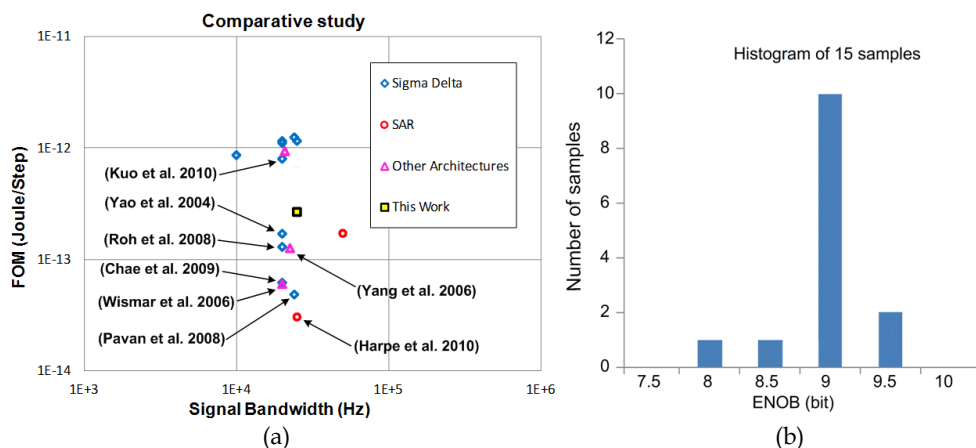 Comparative study
1E-11
1E-12
1E-13
1E-14
FOM (Joule/Step)
Sigma Delta
SAR
Other Architectures
This Work
(Kuo et al. 2010)
(Yao et al. 2004)
(Roh et al. 2008)
(Chae et al. 2009)
(Wismar et al. 2006)
(Pavan et al. 2008)
(Yang et al. 2006)
(Harpe et al. 2010)
1E+3 1E+4 1E+5 1E+6
Signal Bandwidth (Hz)
(a)
Histogram of 15 samples
12
10
8
6
4
2
0
Number of samples
7.5 8 8.5 9 9.5 10
ENOB (bit)
(b)